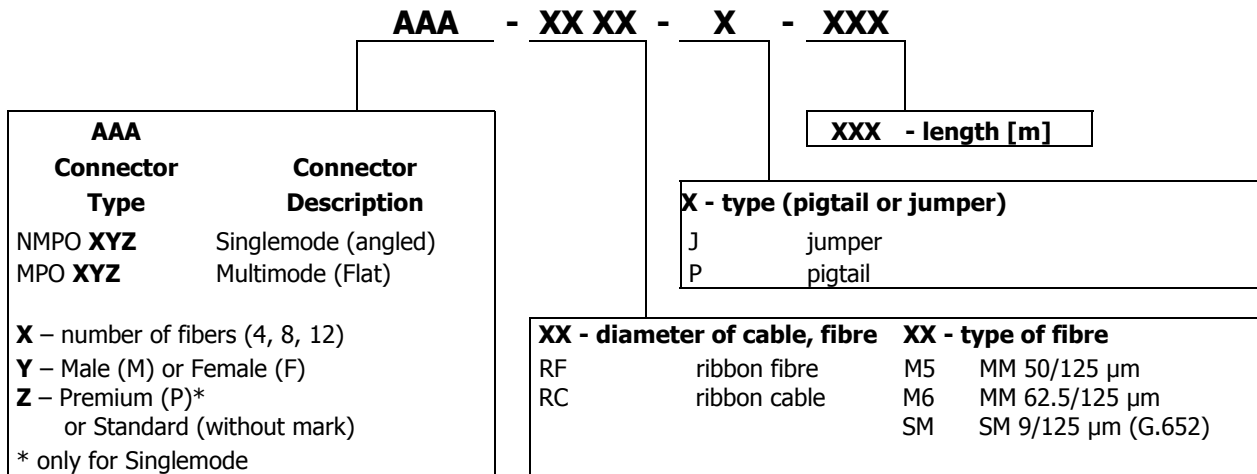 AAA - XX XX - X - XXX
AAA
Connector Type
Connector Description
NMPO XYZ Singlemode (angled)
MPO XYZ Multimode (Flat)
X – number of fibers (4, 8, 12)
Y – Male (M) or Female (F)
Z – Premium (P)*
or Standard (without mark)
* only for Singlemode
XXX - length [m]
X - type (pigtail or jumper)
J jumper
P pigtail
XX - diameter of cable, fibre XX - type of fibre
RF ribbon fibre M5 MM 50/125 µm
RC ribbon cable M6 MM 62.5/125 µm
SM SM 9/125 µm (G.652)